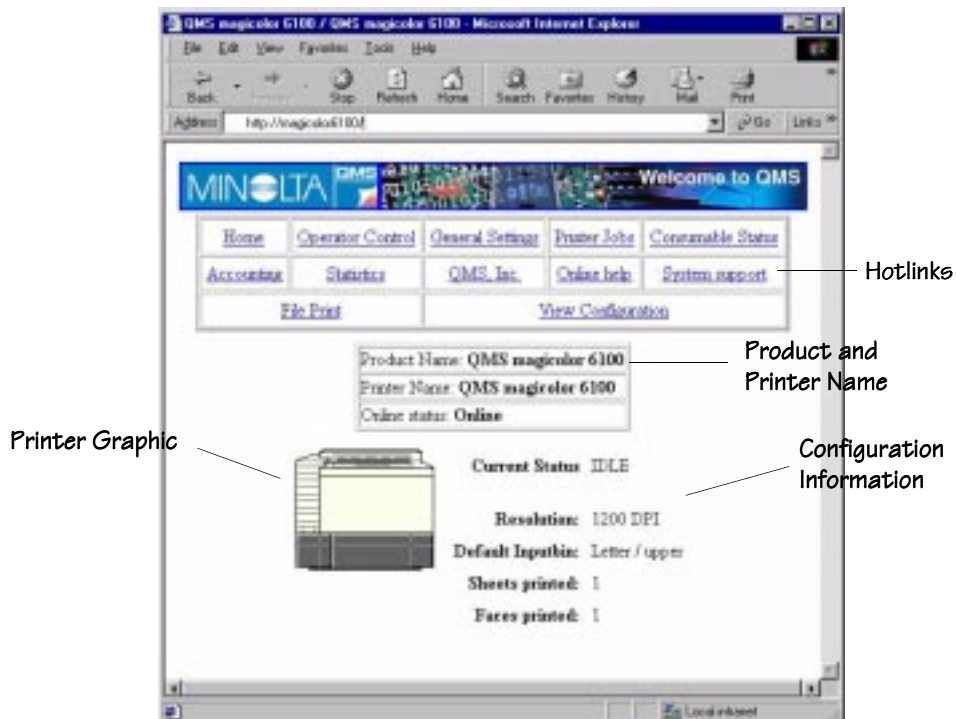 QMS magicolor 6100 / QMS magicolor 6100 - Microsoft Internet Explorer
File Edit View Favorites Tools Help
Back Stop Refresh Home Search Favorites History Mail Print
Address http://magicolor6100/ Go Links »
MINOLTA QMS Welcome to QMS
Home Operator Control General Settings Printer Jobs Consumable Status
Accounting Statistics QMS, Inc. Online help System support
File Print View Configuration
Hotlinks
Product Name: QMS magicolor 6100
Printer Name: QMS magicolor 6100
Online status: Online
Product and
Printer Name
Printer Graphic
Current Status IDLE
Configuration
Information
Resolution: 1200 DPI
Default Inputbin: Letter / upper
Sheets printed: 1
Faces printed: 1
Local intranet